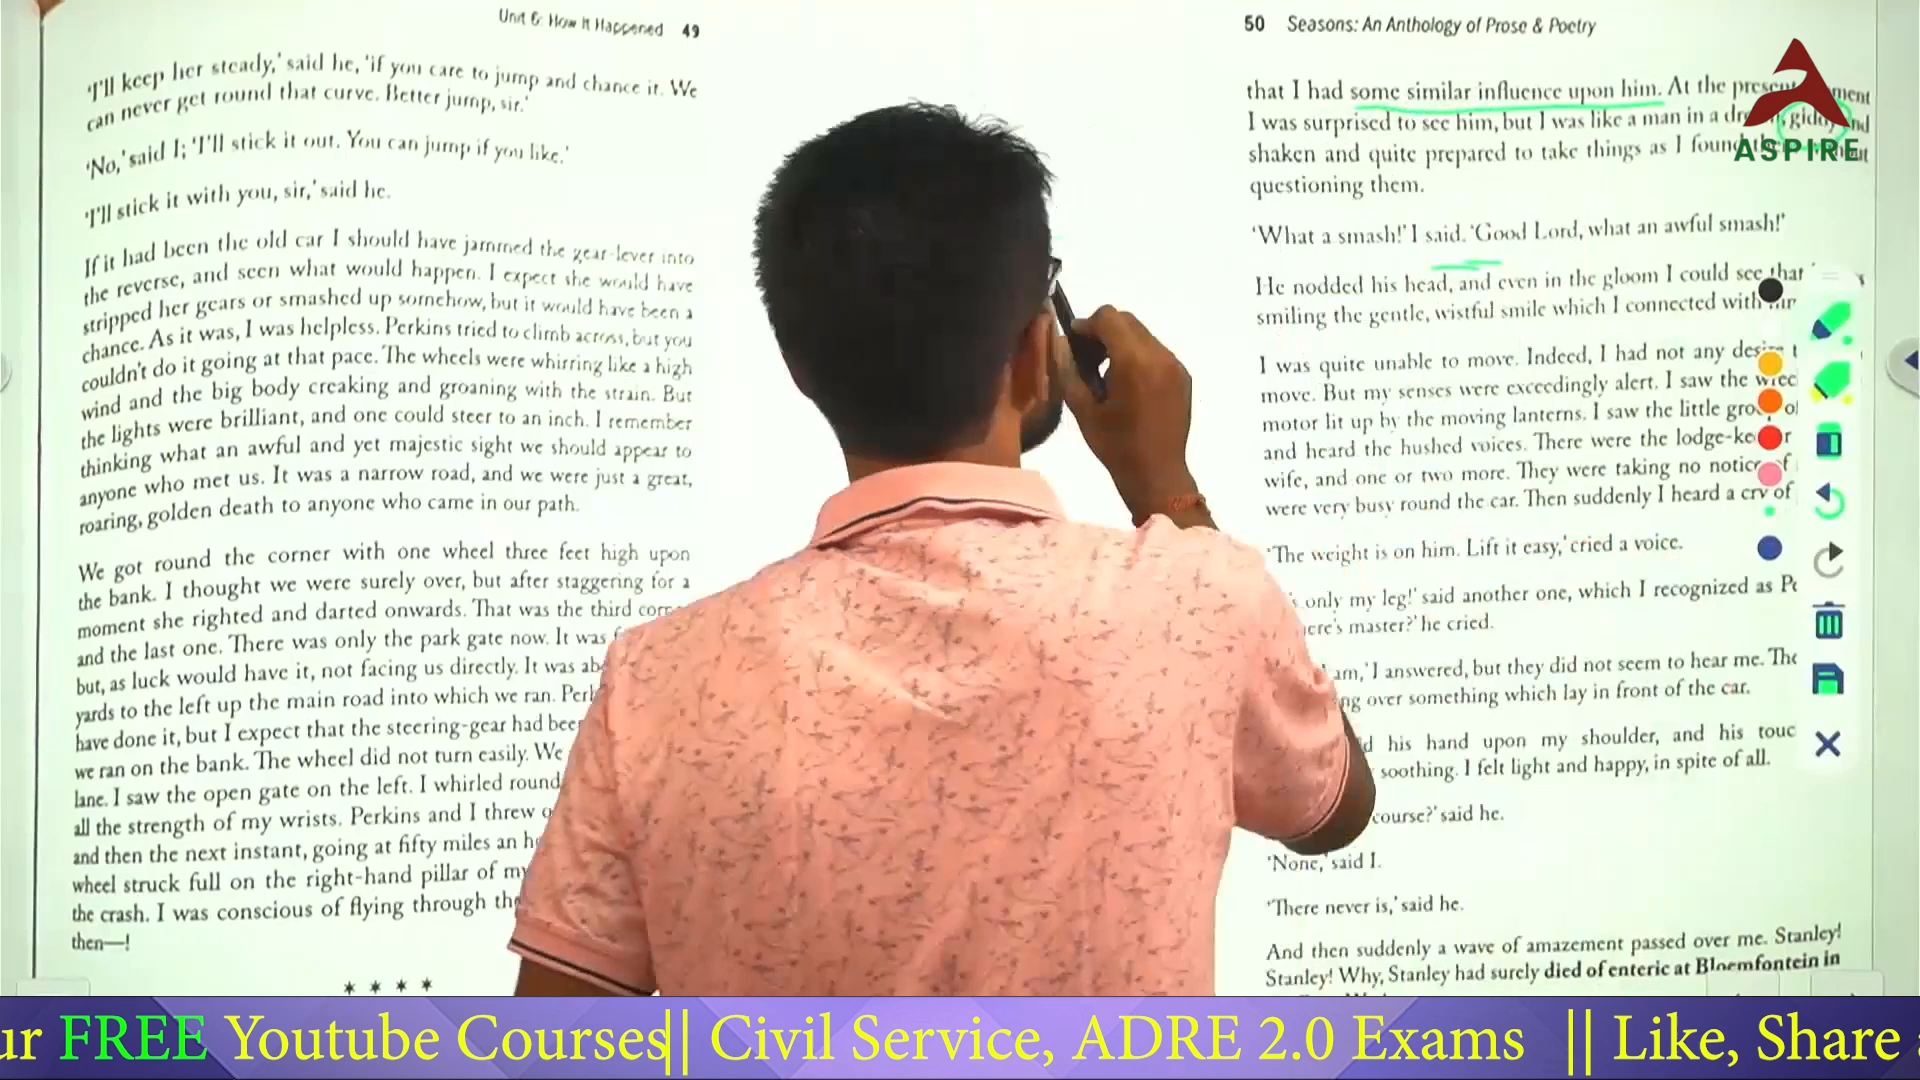 Unit 6: How It Happened 49
'I'll keep her steady,' said he, 'if you care to jump and chance it. We
can never get round that curve. Better jump, sir.'
'No,' said I; 'I'll stick it out. You can jump if you like.'
'I'll stick it with you, sir,' said he.
If it had been the old car I should have jammed the gear-lever into
the reverse, and seen what would happen. I expect she would have
stripped her gears or smashed up somehow, but it would have been a
chance. As it was, I was helpless. Perkins tried to climb across, but you
couldn't do it going at that pace. The wheels were whirring like a high
wind and the big body creaking and groaning with the strain. But
the lights were brilliant, and one could steer to an inch. I remember
thinking what an awful and yet majestic sight we should appear to
anyone who met us. It was a narrow road, and we were just a great,
roaring, golden death to anyone who came in our path.
We got round the corner with one wheel three feet high upon
the bank. I thought we were surely over, but after staggering for a
moment she righted and darted onwards. That was the third
and the last one. There was only the park gate now. It was
but, as luck would have it, not facing us directly. It was
yards to the left up the main road into which we ran.
have done it, but I expect that the steering-gear had
we ran on the bank. The wheel did not turn easily. We
lane. I saw the open gate on the left. I whirled round
all the strength of my wrists. Perkins and I threw
and then the next instant, going at fifty miles an
wheel struck full on the right-hand pillar of
the crash. I was conscious of flying through
then—!
* * * *
50 Seasons: An Anthology of Prose & Poetry
that I had some similar influence upon him. At the
I was surprised to see him, but I was like a man in a
shaken and quite prepared to take things as I found
questioning them.
'What a smash!' I said. 'Good Lord, what an awful smash!'
He nodded his head, and even in the gloom I could see that
smiling the gentle, wistful smile which I connected with
I was quite unable to move. Indeed, I had not any
move. But my senses were exceedingly alert. I saw the
motor lit up by the moving lanterns. I saw the little
and heard the hushed voices. There were the
wife, and one or two more. They were taking no notice
were very busy round the car. Then suddenly I heard a cry of
'The weight is on him. Lift it easy,' cried a voice.
only my leg!' said another one, which I recognized as
master?' he cried.
am,' I answered, but they did not seem to hear me.
over something which lay in front of the car.
his hand upon my shoulder, and his
soothing. I felt light and happy, in spite of all.
course?' said he.
'None,' said I.
'There never is,' said he.
And then suddenly a wave of amazement passed over me. Stanley!
Stanley! Why, Stanley had surely died of enteric at Bloemfontein in
ASPIRE
FREE Youtube Courses|| Civil Service, ADRE 2.0 Exams || Like, Share